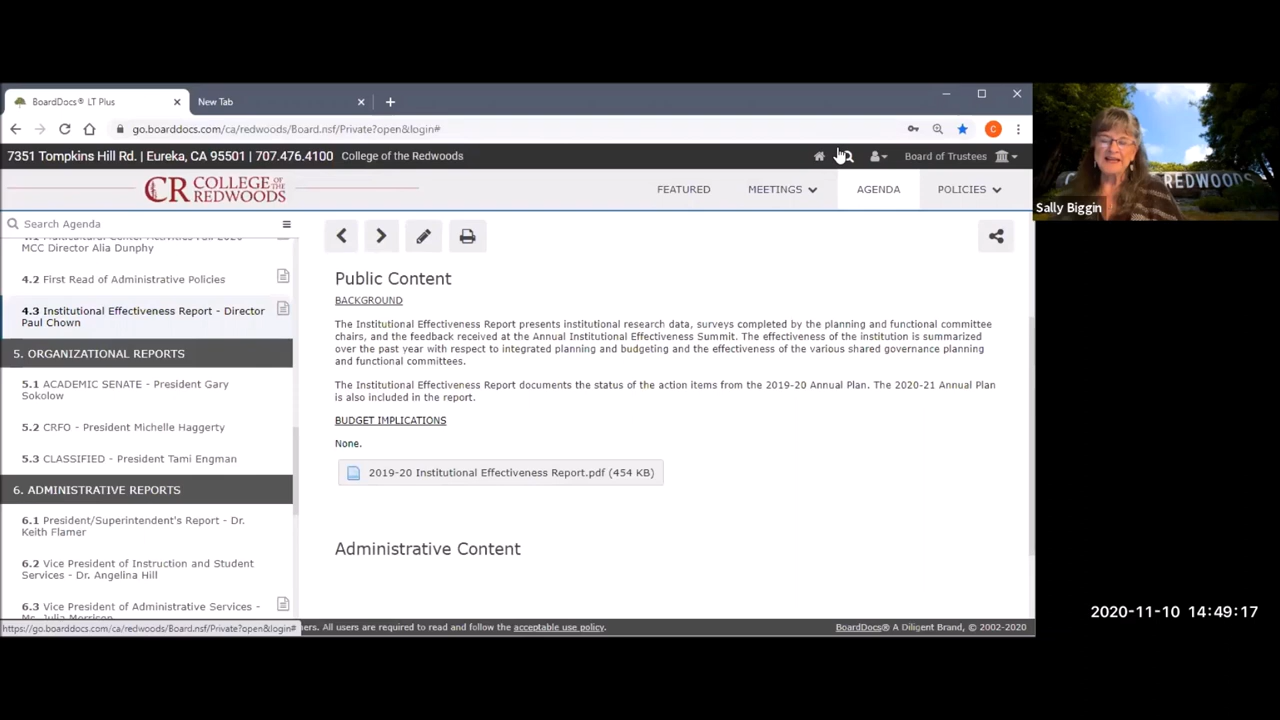 BoardDocs® LT Plus
New Tab
go.boarddocs.com/ca/redwoods/Board.nsf/Private?open&login#
C
7351 Tompkins Hill Rd. | Eureka, CA 95501 | 707.476.4100 College of the Redwoods
Board of Trustees
CR COLLEGE OF THE REDWOODS
FEATURED
MEETINGS
AGENDA
POLICIES
Search Agenda
MCC Director Alia Dunphy
4.2 First Read of Administrative Policies
4.3 Institutional Effectiveness Report - Director
Paul Chown
5. ORGANIZATIONAL REPORTS
5.1 ACADEMIC SENATE - President Gary
Sokolow
5.2 CRFO - President Michelle Haggerty
5.3 CLASSIFIED - President Tami Engman
6. ADMINISTRATIVE REPORTS
6.1 President/Superintendent's Report - Dr.
Keith Flamer
6.2 Vice President of Instruction and Student
Services - Dr. Angelina Hill
6.3 Vice President of Administrative Services -
Public Content
BACKGROUND
The Institutional Effectiveness Report presents institutional research data, surveys completed by the planning and functional committee
chairs, and the feedback received at the Annual Institutional Effectiveness Summit. The effectiveness of the institution is summarized
over the past year with respect to integrated planning and budgeting and the effectiveness of the various shared governance planning
and functional committees.
The Institutional Effectiveness Report documents the status of the action items from the 2019-20 Annual Plan. The 2020-21 Annual Plan
is also included in the report.
BUDGET IMPLICATIONS
None.
2019-20 Institutional Effectiveness Report.pdf (454 KB)
Administrative Content
https://go.boarddocs.com/ca/redwoods/Board.nsf/Private?open&login#
ers. All users are required to read and follow the acceptable use policy.
BoardDocs® A Diligent Brand, © 2002-2020
REDWOODS
Sally Biggin
2020-11-10 14:49:17